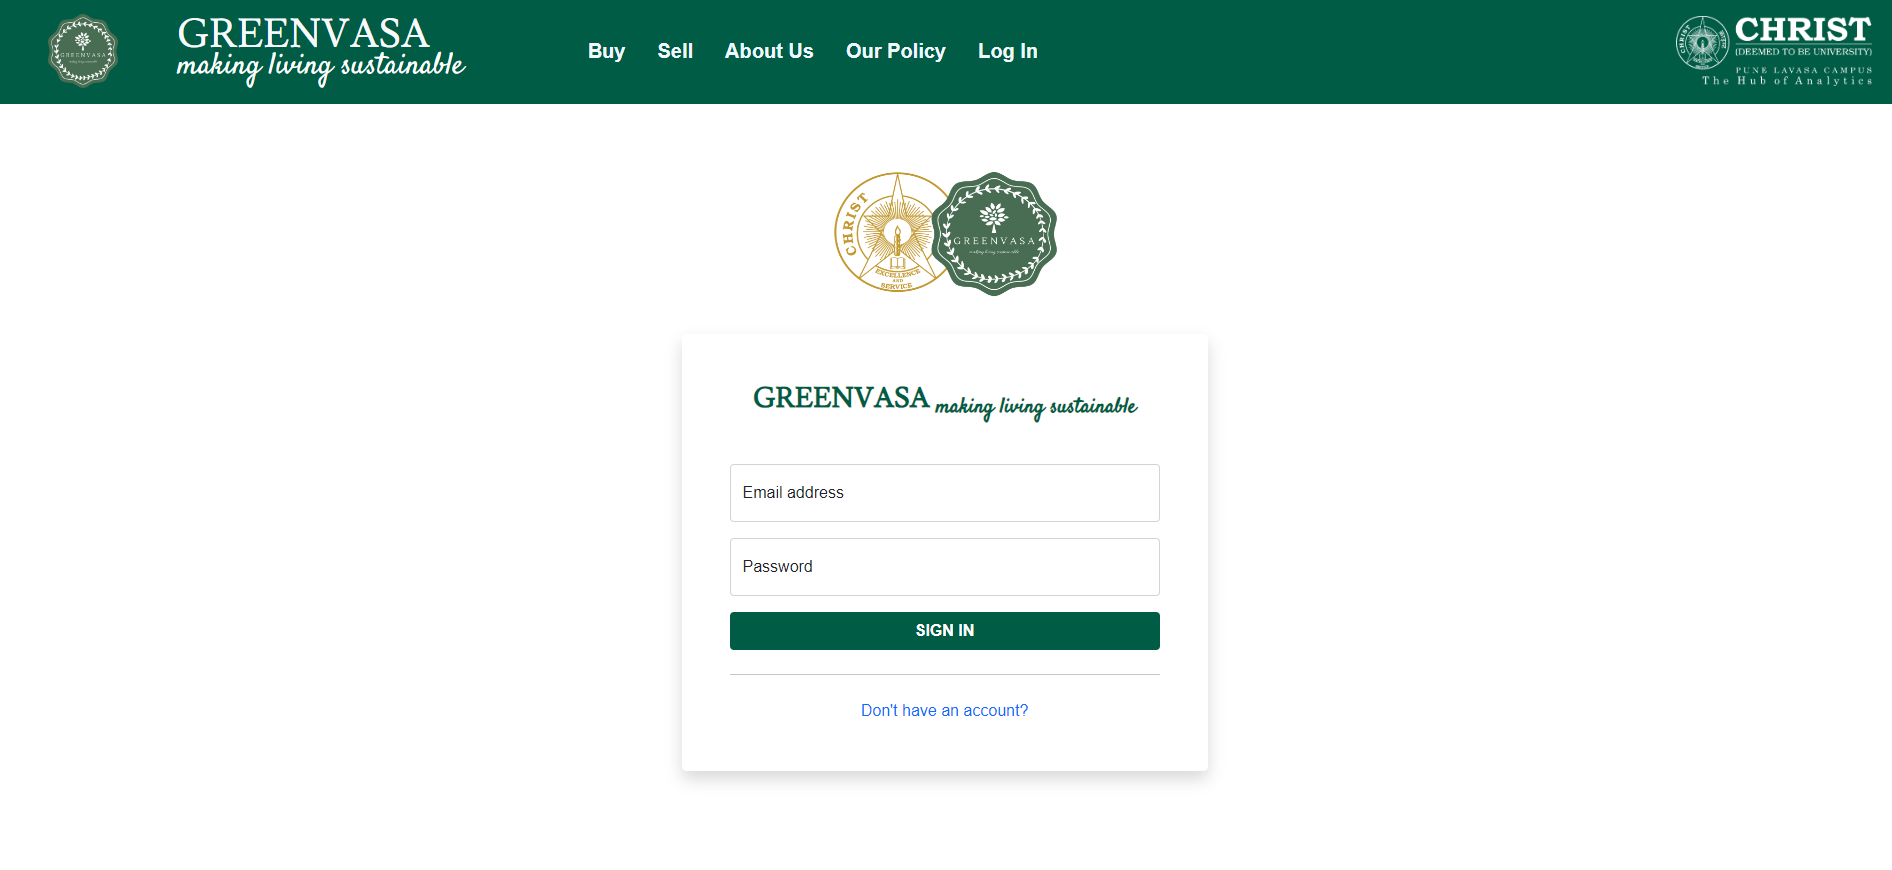 GREENVASA
GREENVASA
making living sustainable
Buy Sell About Us Our Policy Log In
CHRIST
CHRIST
(DEEMED TO BE UNIVERSITY)
PUNE LAVASA CAMPUS
The Hub of Analytics
CHRIST
EXCELLENCE
AND
SERVICE
GREENVASA
making living sustainable
GREENVASA making living sustainable
Email address
Password
SIGN IN
Don't have an account?